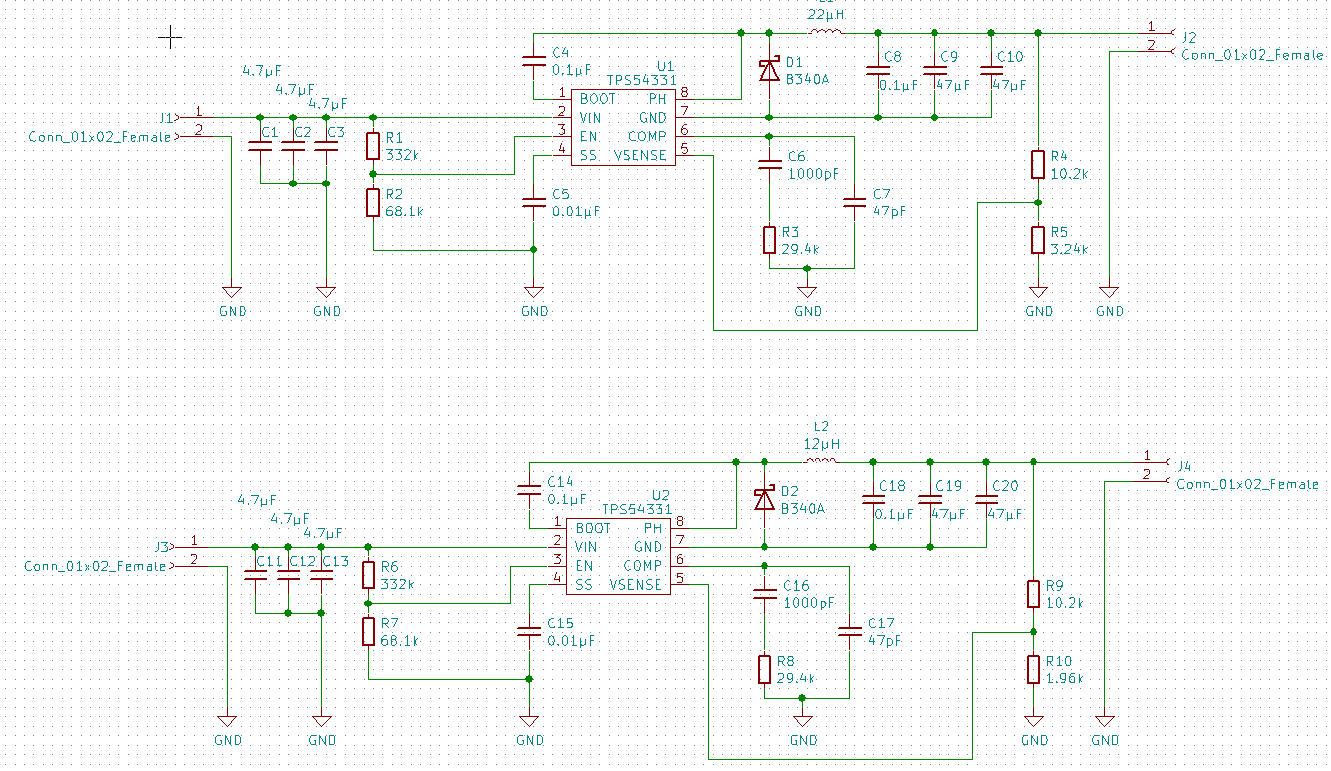 L1
22µH
1
J2
2
Conn_01x02_Female
C4
0.1µF
U1
TPS54331
D1
B340A
C8
0.1µF
C9
47µF
C10
47µF
4.7µF
4.7µF
4.7µF
1 BOOT PH 8
2 VIN GND 7
3 EN COMP 6
4 SS VSENSE 5
J1
1
2
Conn_01x02_Female
C1
C2
C3
R1
332k
R2
68.1k
C5
0.01µF
C6
1000pF
C7
47pF
R3
29.4k
R4
10.2k
R5
3.24k
GND
GND
GND
GND
GND
GND
L2
12µH
1
J4
2
Conn_01x02_Female
C14
0.1µF
U2
TPS54331
D2
B340A
C18
0.1µF
C19
47µF
C20
47µF
4.7µF
4.7µF
4.7µF
1 BOOT PH 8
2 VIN GND 7
3 EN COMP 6
4 SS VSENSE 5
J3
1
2
Conn_01x02_Female
C11
C12
C13
R6
332k
R7
68.1k
C15
0.01µF
C16
1000pF
C17
47pF
R8
29.4k
R9
10.2k
R10
1.96k
GND
GND
GND
GND
GND
GND